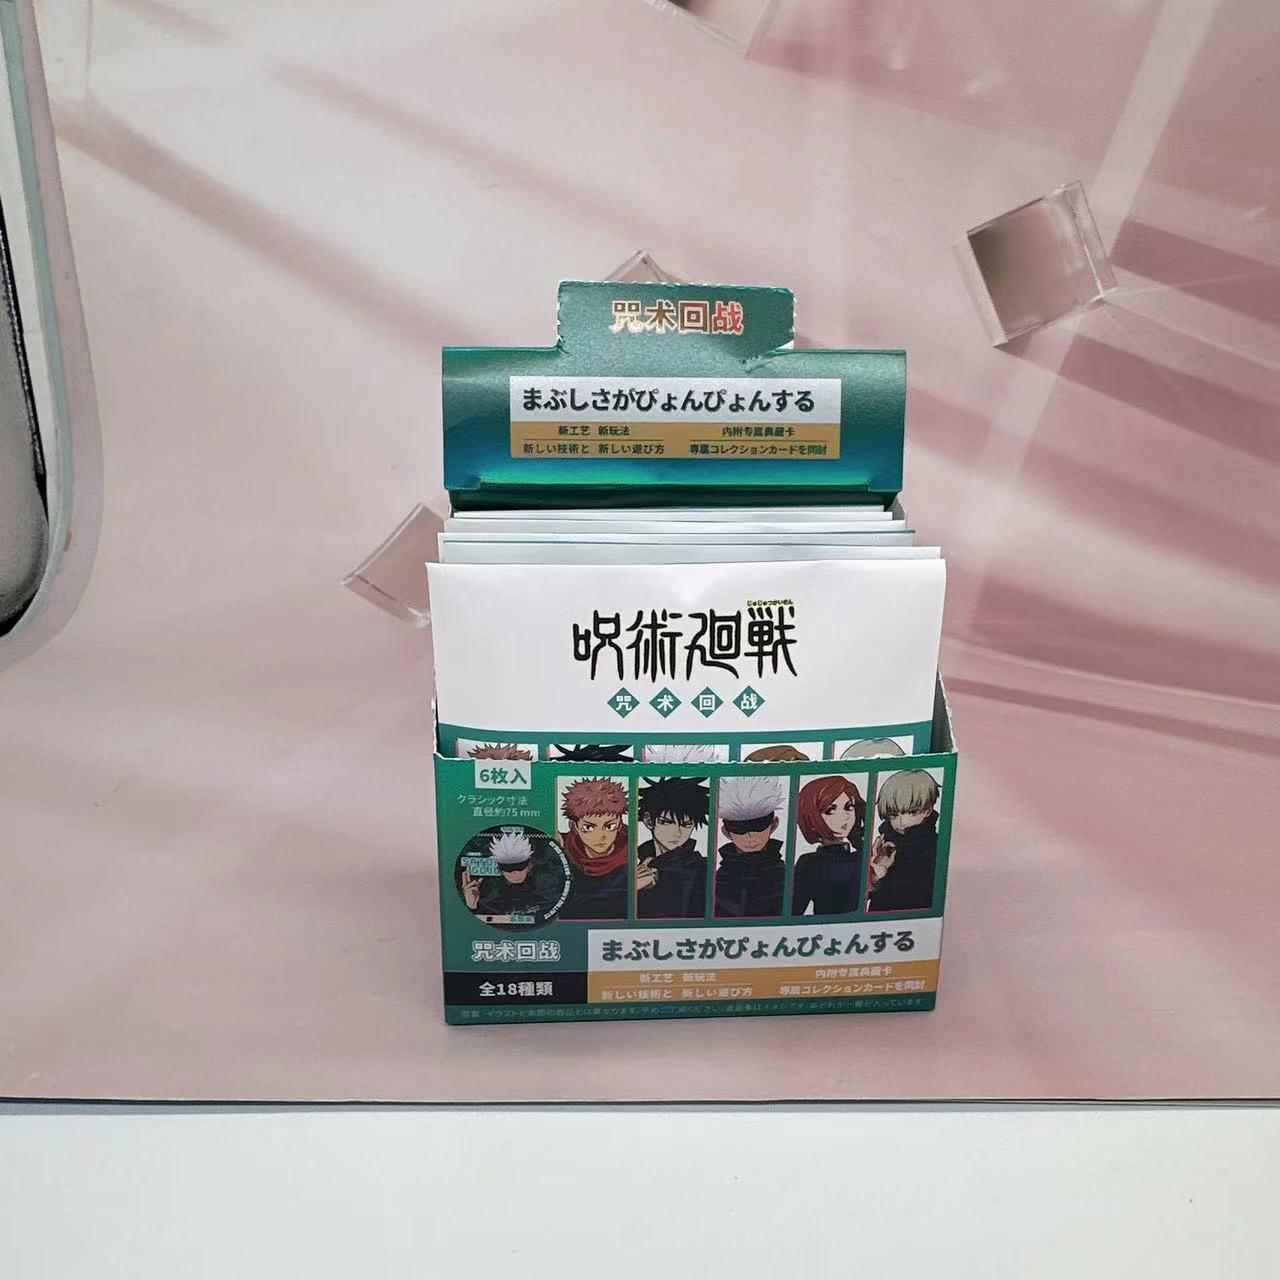 咒术回战
まぶしさがぴょんぴょんする
新工艺 新玩法
内附专属典藏卡
新しい技術と 新しい遊び方
専属コレクションカードを同封
じゅじゅつかいせん
呪術廻戦
咒术回战
6枚入
クラシック寸法
直径約75mm
咒术回战
まぶしさがぴょんぴょんする
全18種類
新工艺 新玩法
内附专属典藏卡
新しい技術と 新しい遊び方
専属コレクションカードを同封